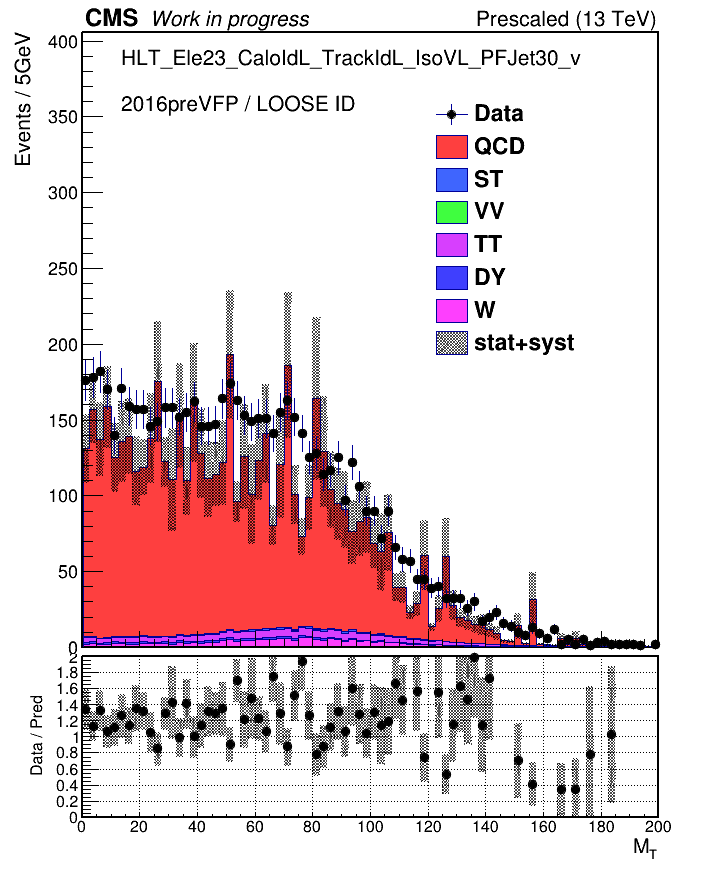 CMS Work in progress Prescaled (13 TeV)
Events / 5GeV
HLT_Ele23_CaloIdL_TrackIdL_IsoVL_PFJet30_v
2016preVFP / LOOSE ID
Data
QCD
ST
VV
TT
DY
W
stat+syst
400
350
300
250
200
150
100
50
0
Data / Pred
2
1.8
1.6
1.4
1.2
1
0.8
0.6
0.4
0.2
0
0 20 40 60 80 100 120 140 160 180 200
M_T